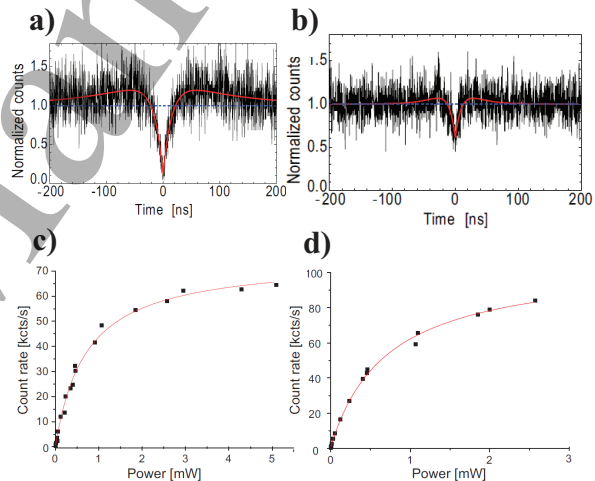 a)
Normalized counts
1.5
1.0
0.5
0.0
-200 -100 0 100 200
Time [ns]
b)
Normalized counts
1.5
1.0
0.5
0.0
-200 -100 0 100 200
Time [ns]
c)
Count rate [kcts/s]
70
60
50
40
30
20
10
0
0 1 2 3 4 5
Power [mW]
d)
Count rate [kcts/s]
100
80
60
40
20
0
0 1 2 3
Power [mW]